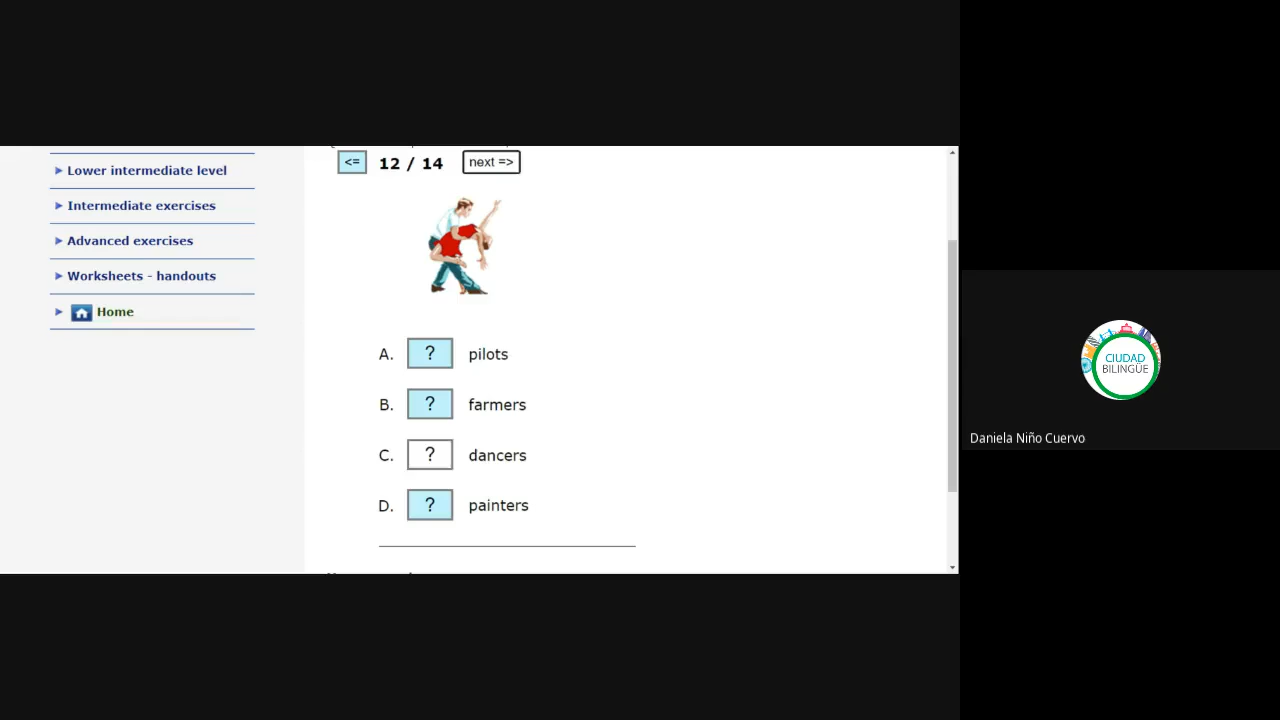 Lower intermediate level
Intermediate exercises
Advanced exercises
Worksheets - handouts
Home
<= 12 / 14 next =>
A. ? pilots
B. ? farmers
C. ? dancers
D. ? painters
CIUDAD
BILINGÜE
Daniela Niño Cuervo